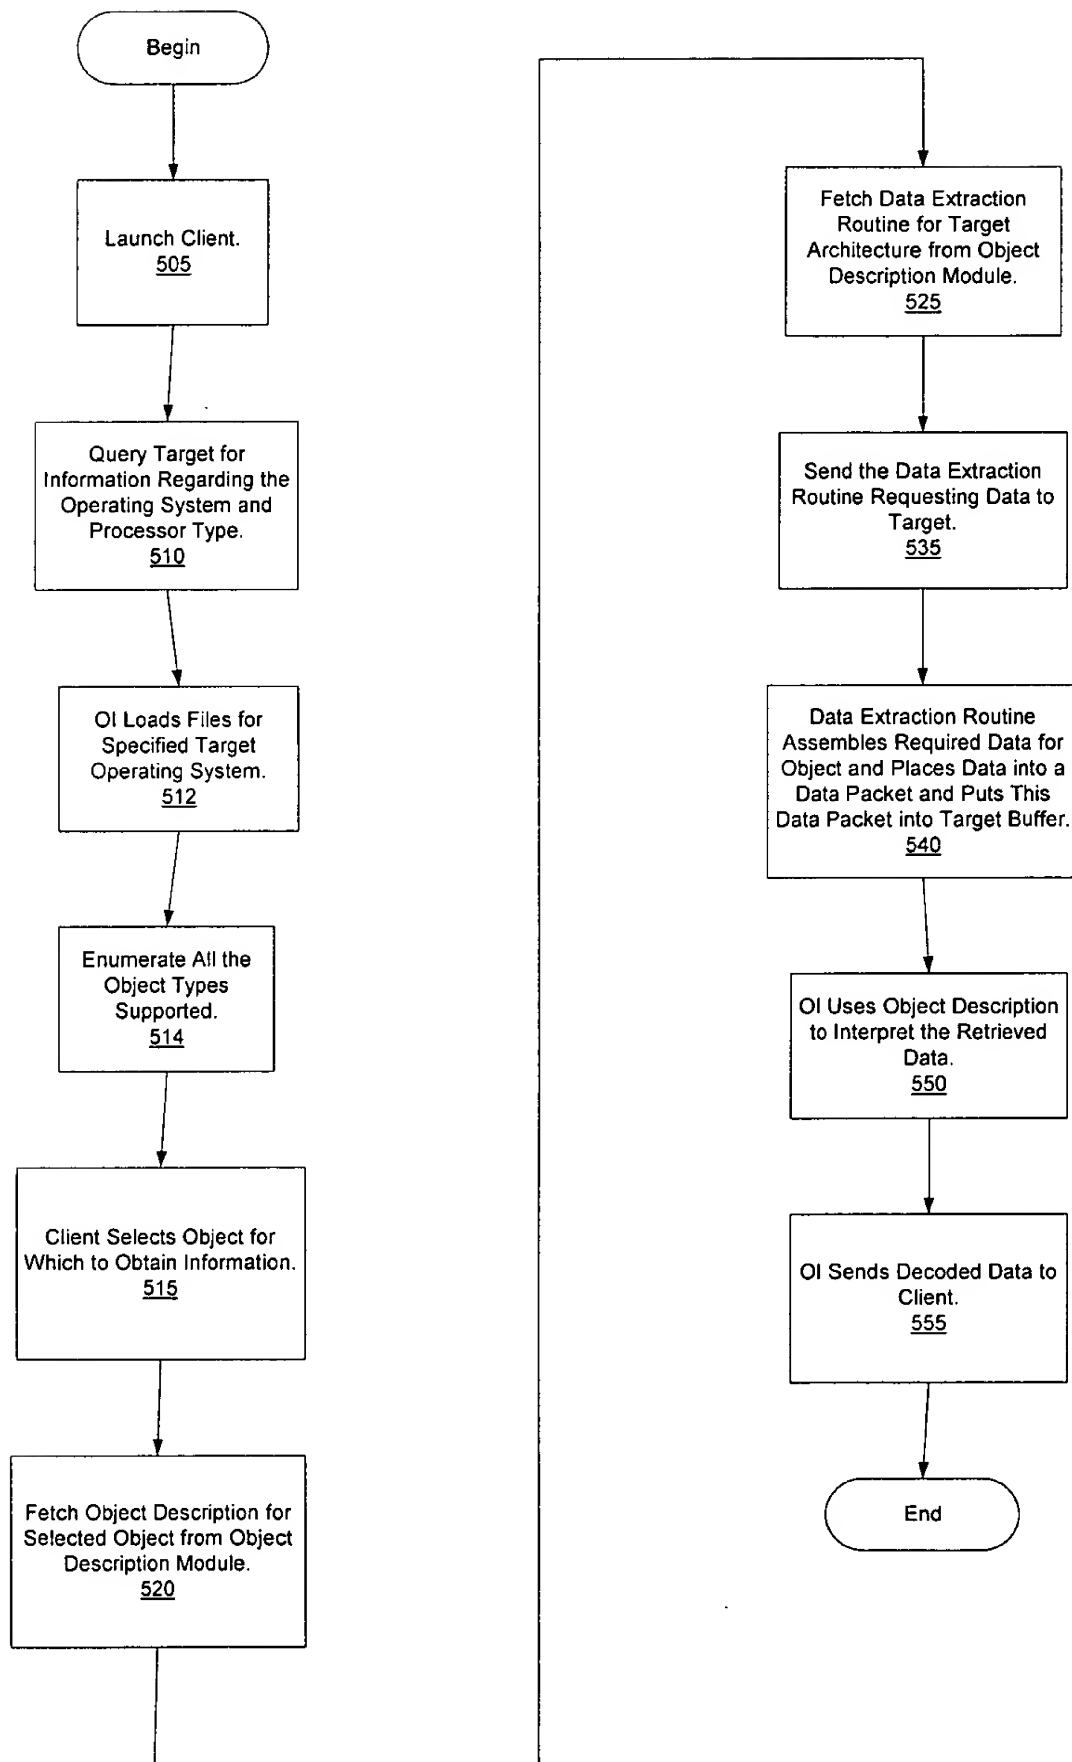 Begin
Launch Client.
505
Query Target for
Information Regarding the
Operating System and
Processor Type.
510
OI Loads Files for
Specified Target
Operating System.
512
Enumerate All the
Object Types
Supported.
514
Client Selects Object for
Which to Obtain Information.
515
Fetch Object Description for
Selected Object from Object
Description Module.
520
Fetch Data Extraction
Routine for Target
Architecture from Object
Description Module.
525
Send the Data Extraction
Routine Requesting Data to
Target.
535
Data Extraction Routine
Assembles Required Data for
Object and Places Data into a
Data Packet and Puts This
Data Packet into Target Buffer.
540
OI Uses Object Description
to Interpret the Retrieved
Data.
550
OI Sends Decoded Data to
Client.
555
End